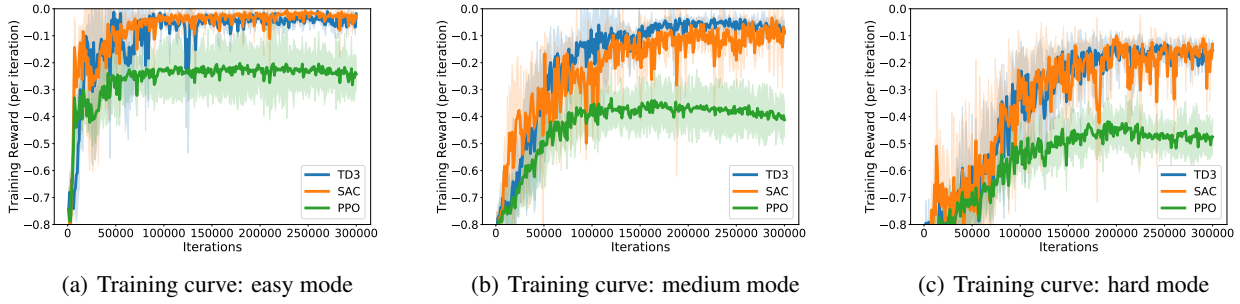 0.0
−0.1
−0.2
−0.3
−0.4
−0.5
−0.6
−0.7
−0.8
Training Reward (per iteration)
TD3
SAC
PPO
0 50000 100000 150000 200000 250000 300000
Iterations
(a) Training curve: easy mode
0.0
−0.1
−0.2
−0.3
−0.4
−0.5
−0.6
−0.7
−0.8
Training Reward (per iteration)
TD3
SAC
PPO
0 50000 100000 150000 200000 250000 300000
Iterations
(b) Training curve: medium mode
0.0
−0.1
−0.2
−0.3
−0.4
−0.5
−0.6
−0.7
−0.8
Training Reward (per iteration)
TD3
SAC
PPO
0 50000 100000 150000 200000 250000 300000
Iterations
(c) Training curve: hard mode